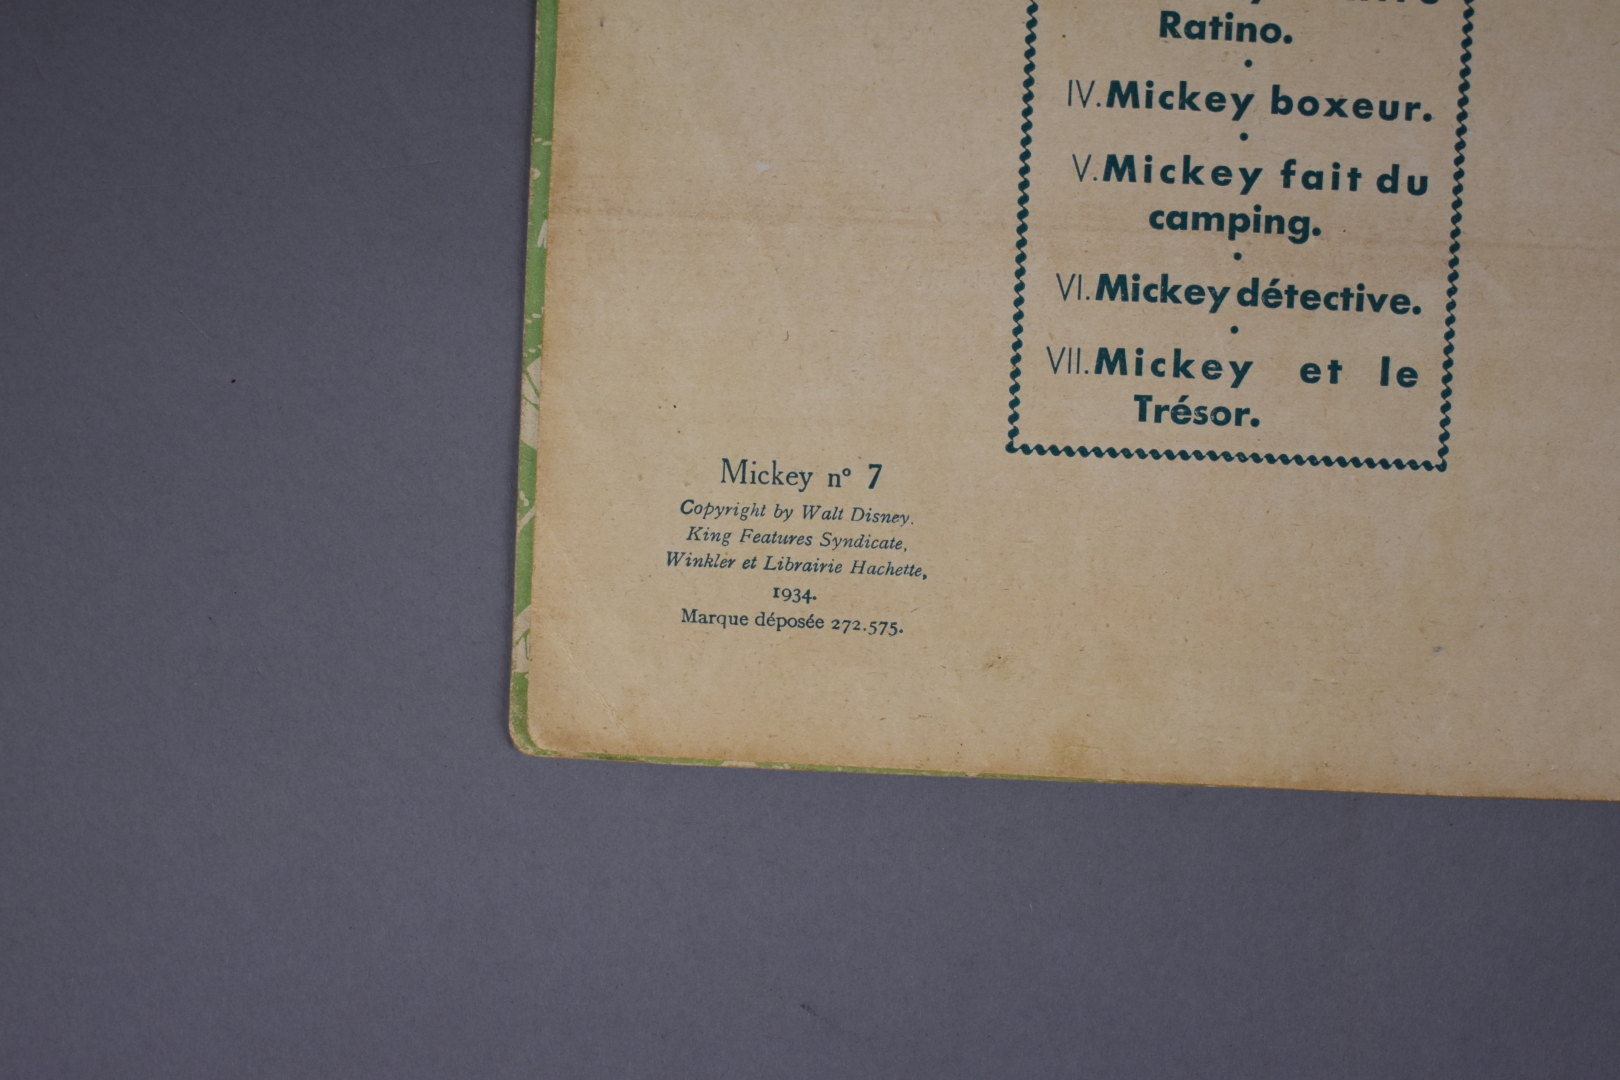 Ratino.
IV. Mickey boxeur.
V. Mickey fait du
camping.
VI. Mickey détective.
VII. Mickey et le
Trésor.
Mickey nº 7
Copyright by Walt Disney.
King Features Syndicate,
Winkler et Librairie Hachette,
1934.
Marque déposée 272.575.